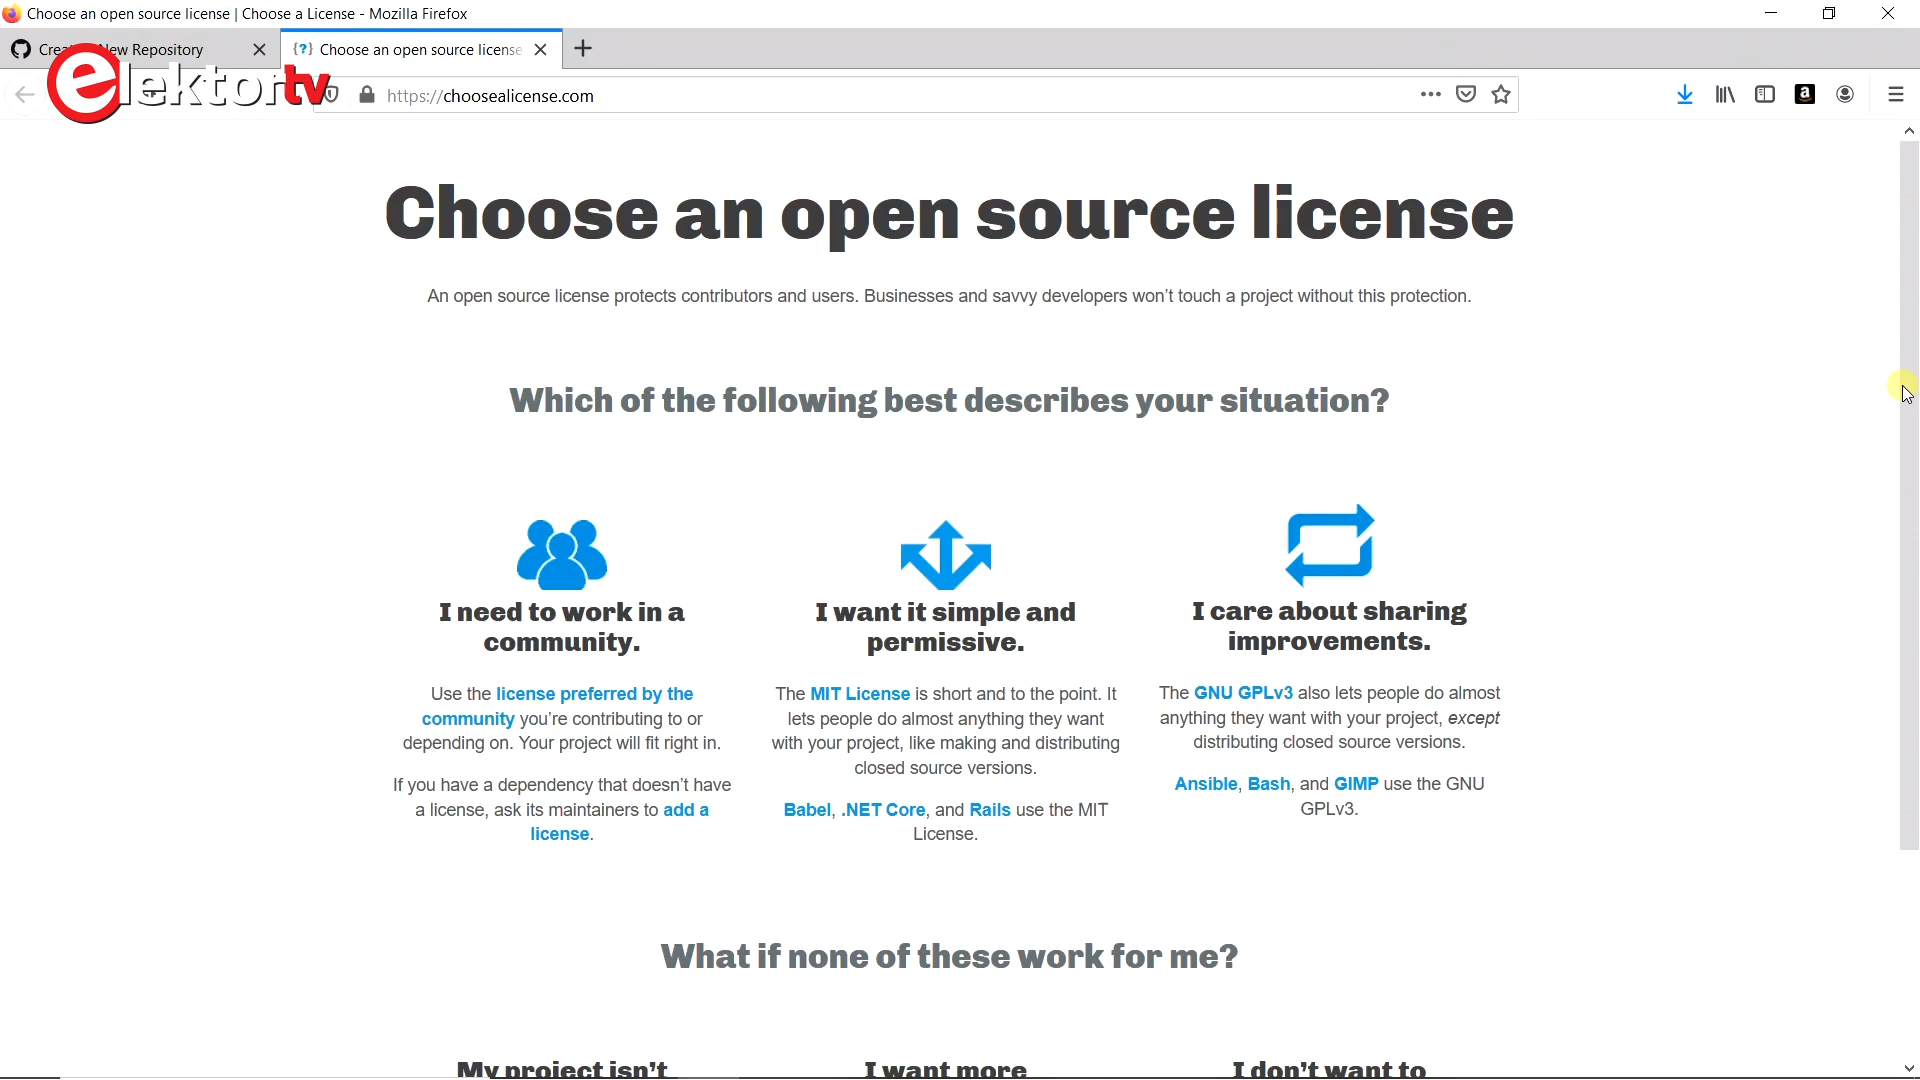 Choose an open source license | Choose a License - Mozilla Firefox
New Repository
Choose an open source license
elektortv
https://choosealicense.com
Choose an open source license
An open source license protects contributors and users. Businesses and savvy developers won't touch a project without this protection.
Which of the following best describes your situation?
I need to work in a
community.
Use the license preferred by the
community you're contributing to or
depending on. Your project will fit right in.
If you have a dependency that doesn't have
a license, ask its maintainers to add a
license.
I want it simple and
permissive.
The MIT License is short and to the point. It
lets people do almost anything they want
with your project, like making and distributing
closed source versions.
Babel, .NET Core, and Rails use the MIT
License.
I care about sharing
improvements.
The GNU GPLv3 also lets people do almost
anything they want with your project, except
distributing closed source versions.
Ansible, Bash, and GIMP use the GNU
GPLv3.
What if none of these work for me?
My project isn't
I want more
I don't want to